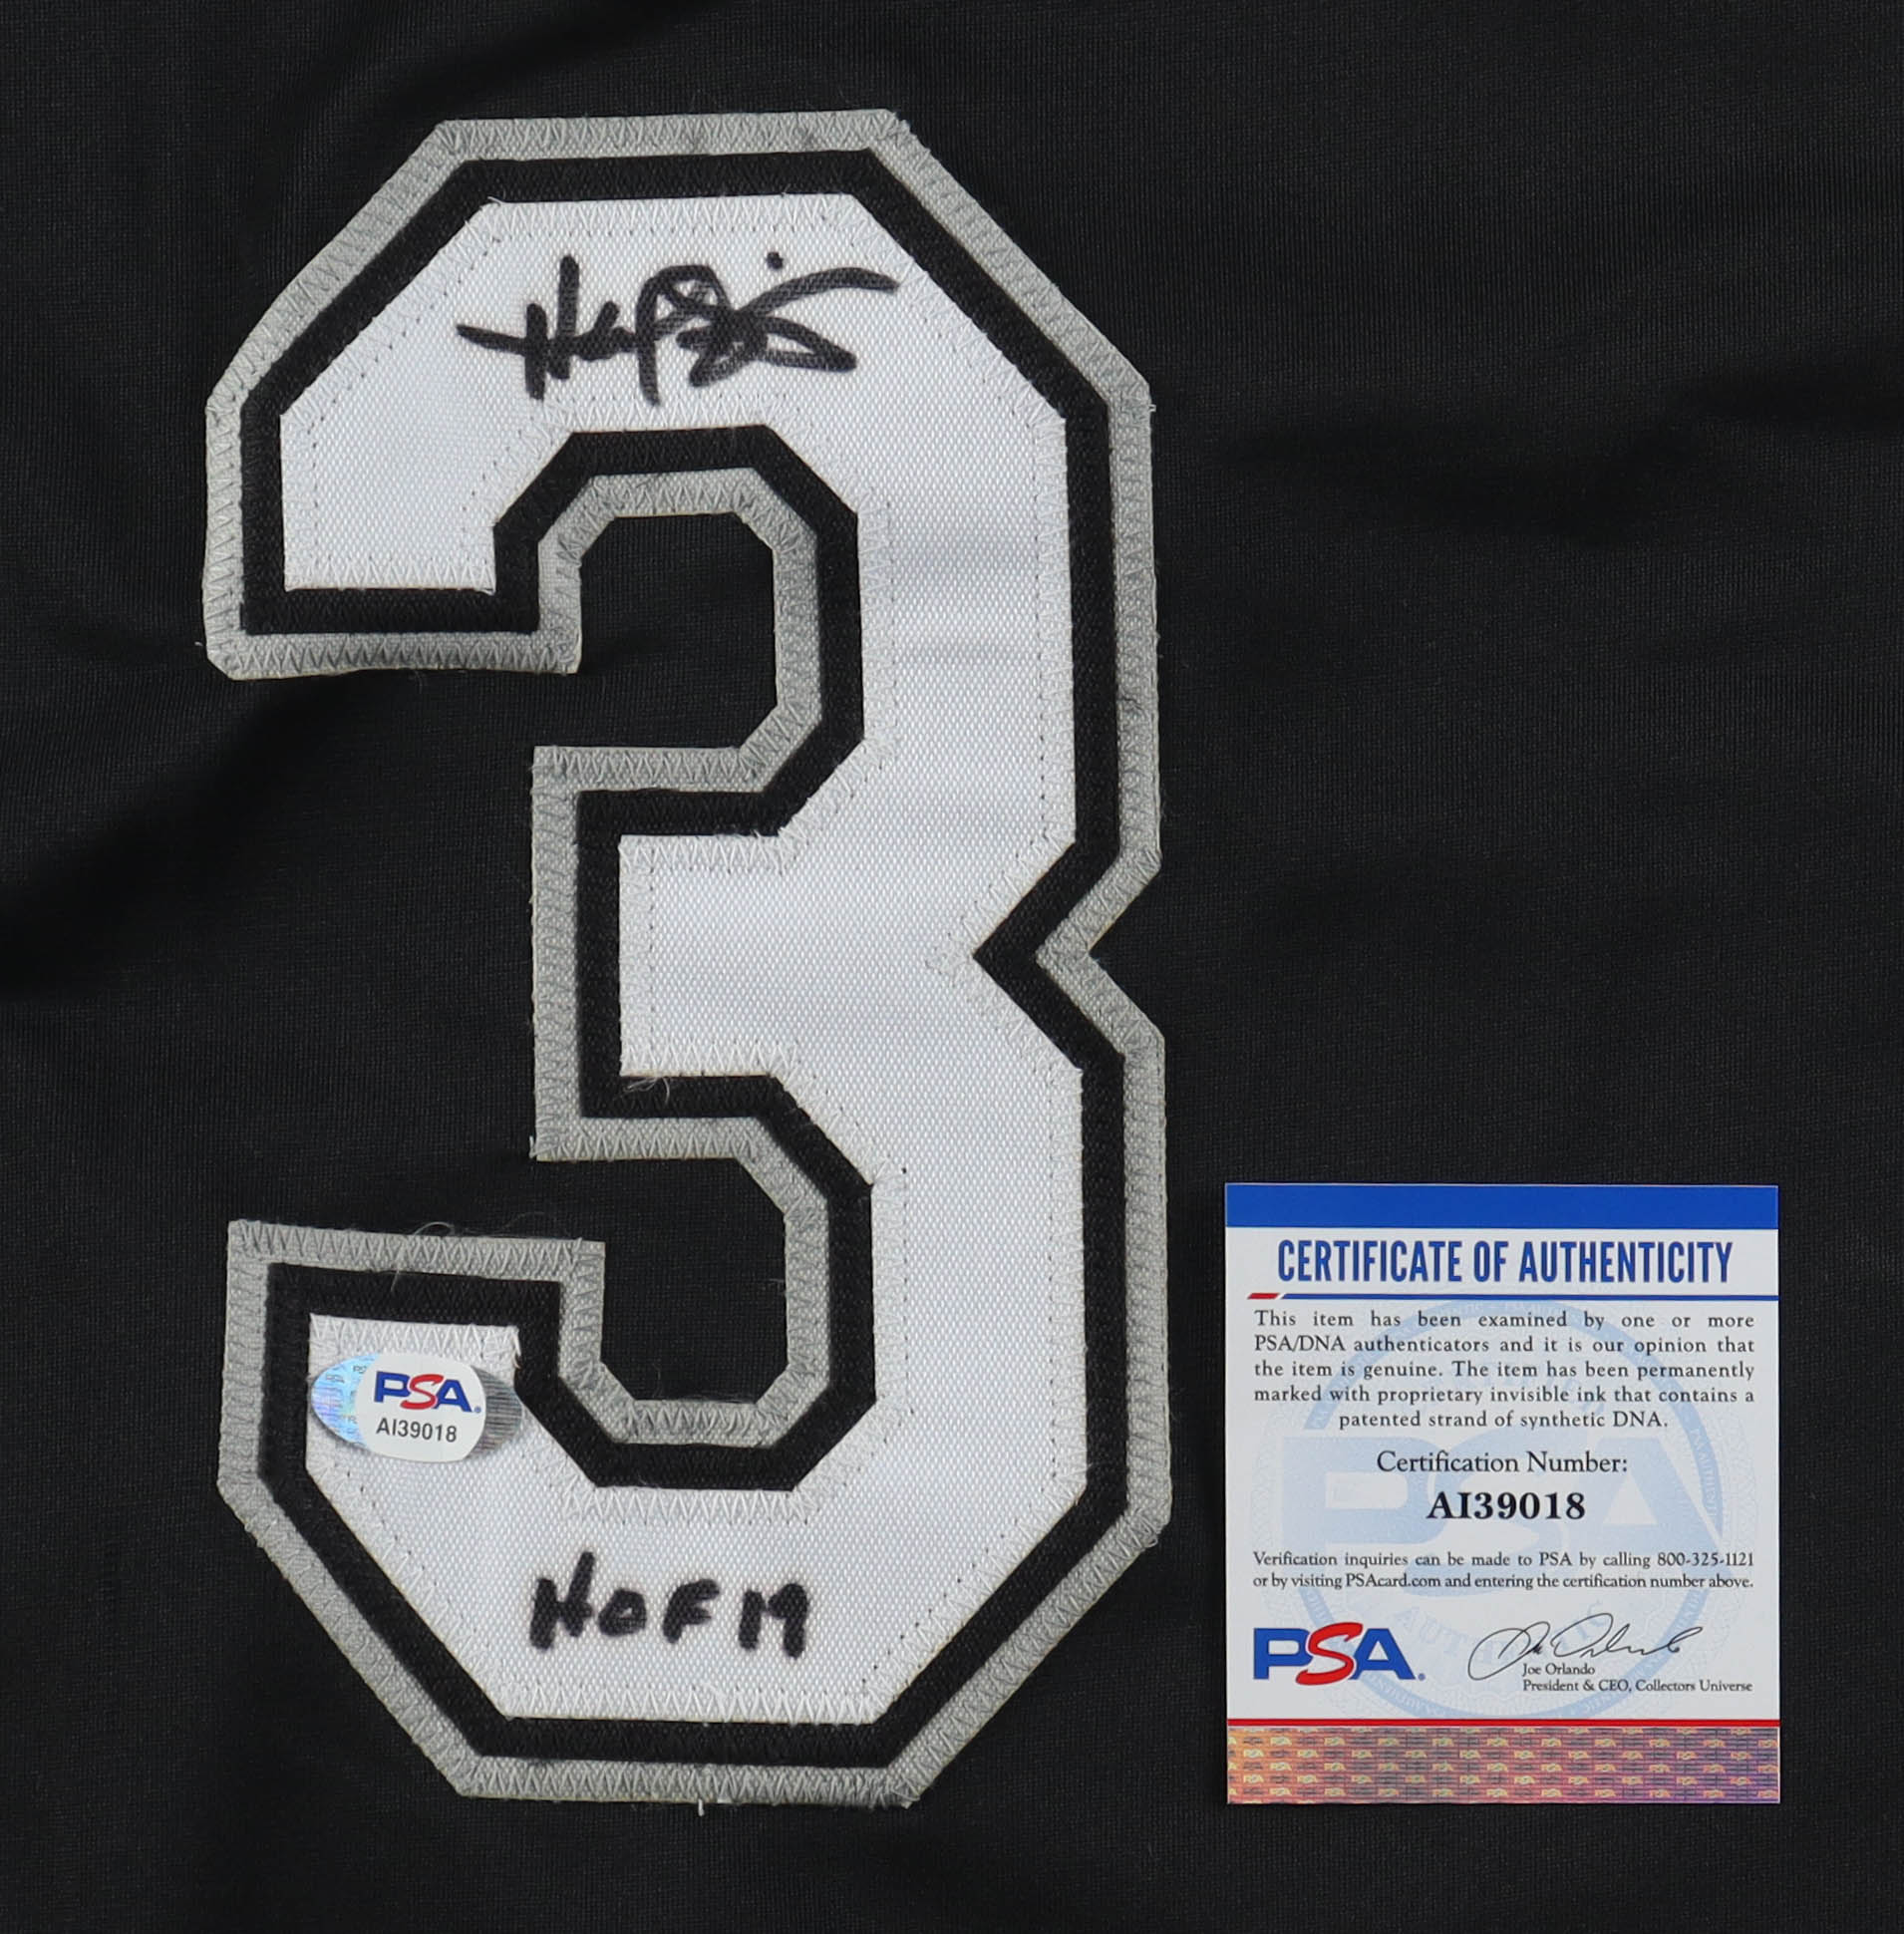 3
PSA
AI39018
HOF 19
CERTIFICATE OF AUTHENTICITY
This item has been examined by one or more
PSA/DNA authenticators and it is our opinion that
the item is genuine. The item has been permanently
marked with proprietary invisible ink that contains a
patented strand of synthetic DNA.
Certification Number:
AI39018
Verification inquiries can be made to PSA by calling 800-325-1121
or by visiting PSAcard.com and entering the certification number above.
PSA
Joe Orlando
President & CEO, Collectors Universe